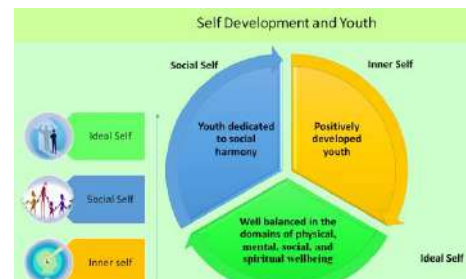 Self Development and Youth
Social Self
Inner Self
Youth dedicated
to social
harmony
Positively
developed
youth
Ideal Self
Social Self
Inner self
Well balanced in the
domains of physical,
mental, social, and
spiritual wellbeing
Ideal Self